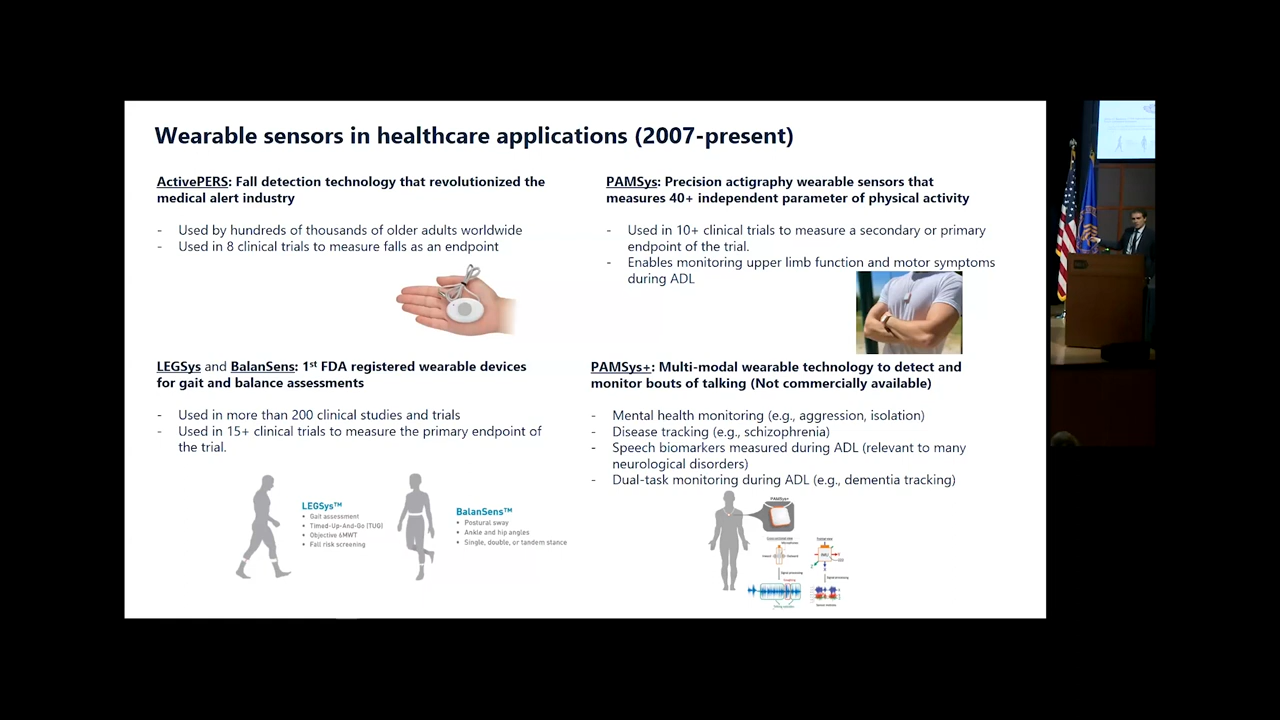 Wearable sensors in healthcare applications (2007-present)
ActivePERS: Fall detection technology that revolutionized the
medical alert industry
- Used by hundreds of thousands of older adults worldwide
- Used in 8 clinical trials to measure falls as an endpoint
PAMSys: Precision actigraphy wearable sensors that
measures 40+ independent parameter of physical activity
- Used in 10+ clinical trials to measure a secondary or primary
endpoint of the trial.
- Enables monitoring upper limb function and motor symptoms
during ADL
LEGSys and BalanSens: 1st FDA registered wearable devices
for gait and balance assessments
- Used in more than 200 clinical studies and trials
- Used in 15+ clinical trials to measure the primary endpoint of
the trial.
LEGSys™
• Gait assessment
• Timed-Up-And-Go (TUG)
• Objective 6MWT
• Fall risk screening
BalanSens™
• Postural sway
• Ankle and hip angles
• Single, double, or tandem stance
PAMSys+: Multi-modal wearable technology to detect and
monitor bouts of talking (Not commercially available)
- Mental health monitoring (e.g., aggression, isolation)
- Disease tracking (e.g., schizophrenia)
- Speech biomarkers measured during ADL (relevant to many
neurological disorders)
- Dual-task monitoring during ADL (e.g., dementia tracking)
PAMSys+